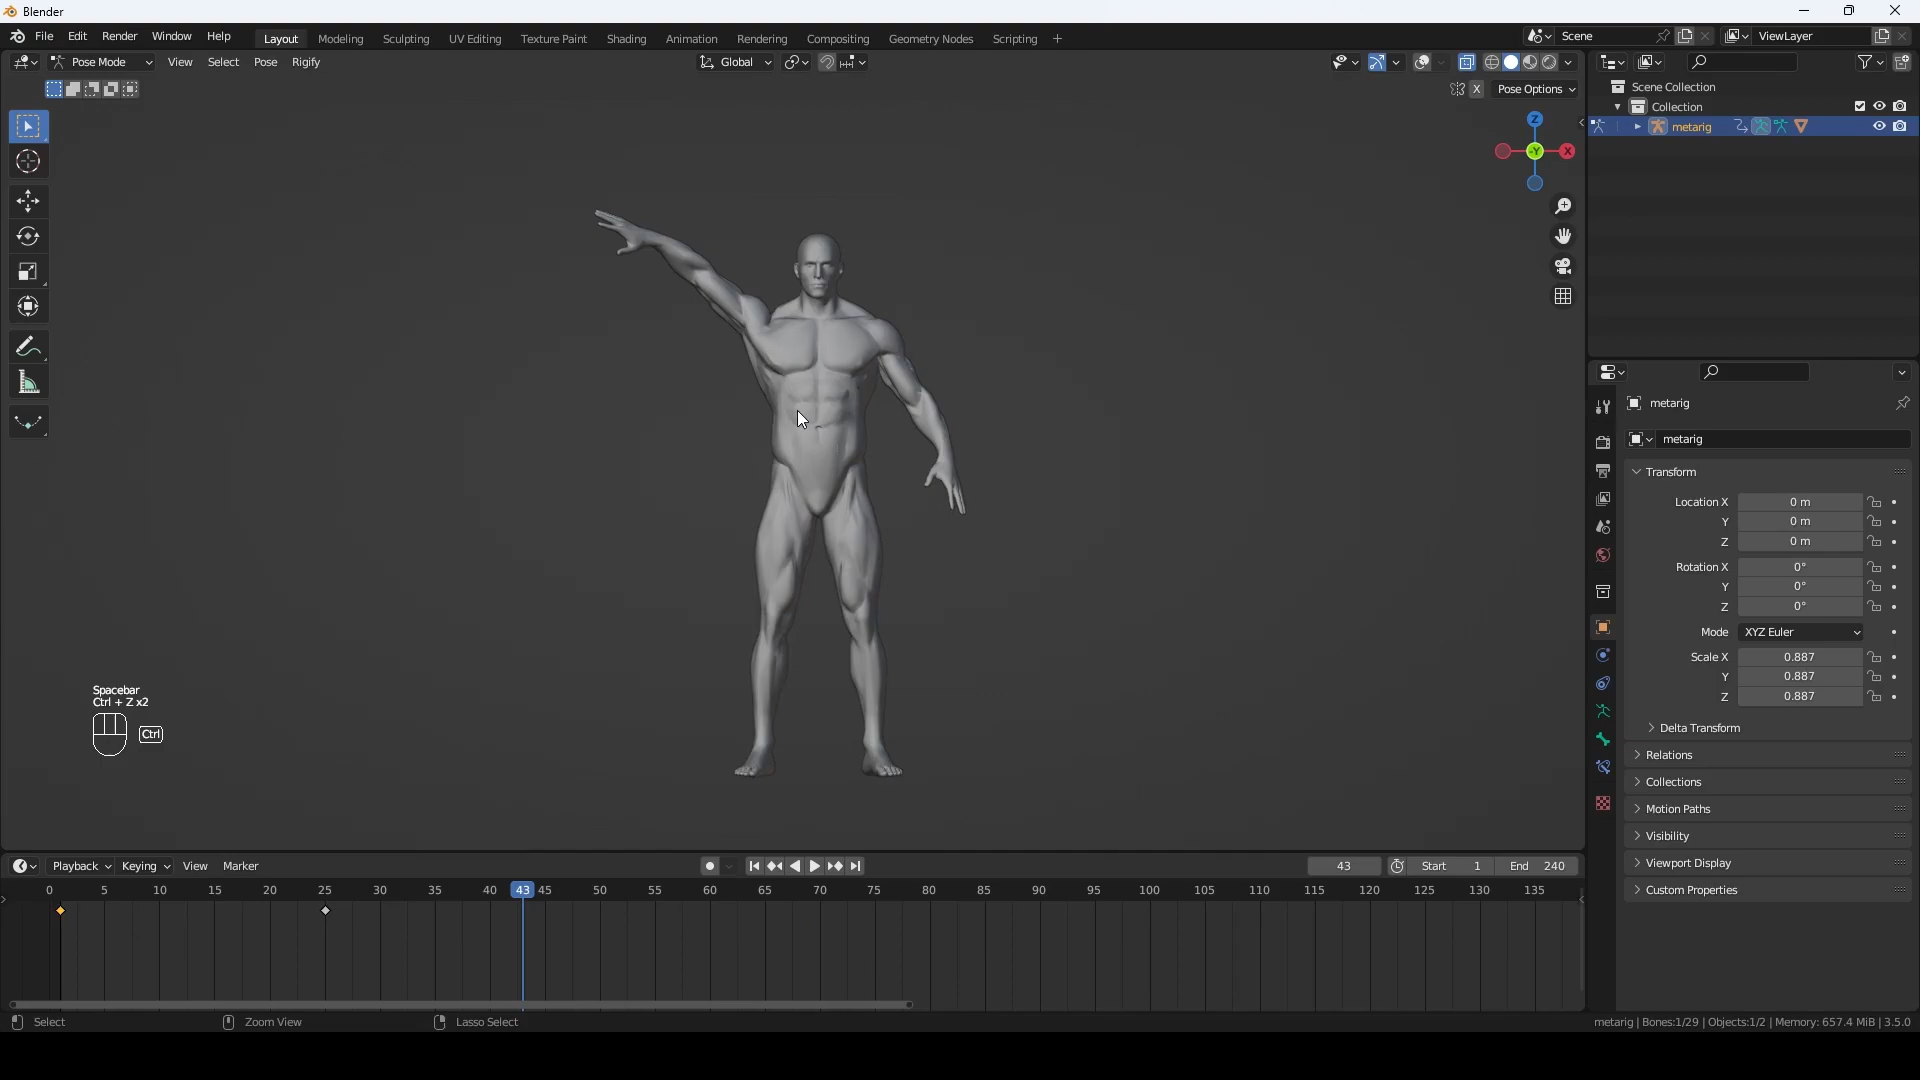 Blender
File Edit Render Window Help Layout Modeling Sculpting UV Editing Texture Paint Shading Animation Rendering Compositing Geometry Nodes Scripting + Scene ViewLayer
Pose Mode View Select Pose Rigify Global
X Pose Options
Scene Collection
Collection
metarig
Z
-Y
X
metarig
metarig
Transform
Location X 0 m
Y 0 m
Z 0 m
Rotation X 0°
Y 0°
Z 0°
Mode XYZ Euler
Scale X 0.887
Y 0.887
Z 0.887
Delta Transform
Relations
Collections
Motion Paths
Visibility
Viewport Display
Custom Properties
Spacebar
Ctrl + Z x2
Ctrl
Playback Keying View Marker 43 Start 1 End 240
0 5 10 15 20 25 30 35 40 43 45 50 55 60 65 70 75 80 85 90 95 100 105 110 115 120 125 130 135
Select Zoom View Lasso Select metarig | Bones:1/29 | Objects:1/2 | Memory: 657.4 MiB | 3.5.0